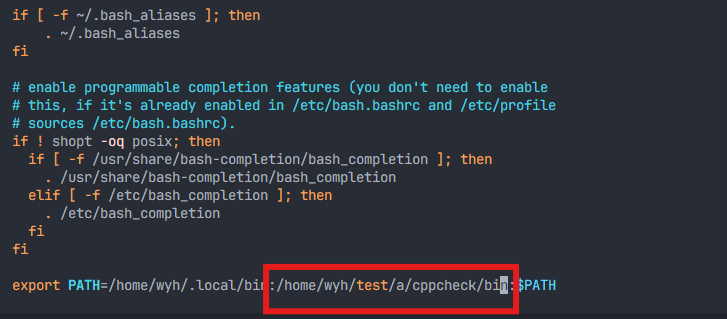 if [ -f ~/.bash_aliases ]; then
    . ~/.bash_aliases
fi

# enable programmable completion features (you don't need to enable
# this, if it's already enabled in /etc/bash.bashrc and /etc/profile
# sources /etc/bash.bashrc).
if ! shopt -oq posix; then
  if [ -f /usr/share/bash-completion/bash_completion ]; then
    . /usr/share/bash-completion/bash_completion
  elif [ -f /etc/bash_completion ]; then
    . /etc/bash_completion
  fi
fi

export PATH=/home/wyh/.local/bin:/home/wyh/test/a/cppcheck/bin:$PATH